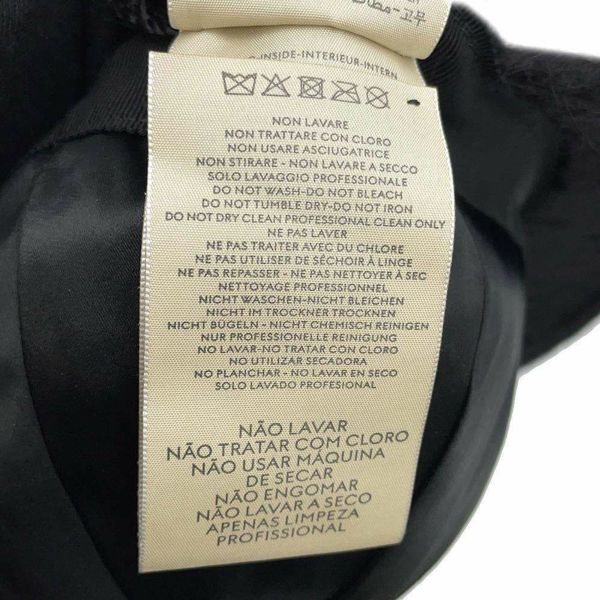 INSIDE-INTERIEUR-INTERN
NON LAVARE
NON TRATTARE CON CLORO
NON USARE ASCIUGATRICE
NON STIRARE - NON LAVARE A SECCO
SOLO LAVAGGIO PROFESSIONALE
DO NOT WASH-DO NOT BLEACH
DO NOT TUMBLE DRY-DO NOT IRON
DO NOT DRY CLEAN PROFESSIONAL CLEAN ONLY
NE PAS LAVER
NE PAS TRAITER AVEC DU CHLORE
NE PAS UTILISER DE SÉCHOIR À LINGE
NE PAS REPASSER - NE PAS NETTOYER À SEC
NETTOYAGE PROFESSIONNEL
NICHT WASCHEN-NICHT BLEICHEN
NICHT IM TROCKNER TROCKNEN
NICHT BÜGELN - NICHT CHEMISCH REINIGEN
NUR PROFESSIONELLE REINIGUNG
NO LAVAR-NO TRATAR CON CLORO
NO UTILIZAR SECADORA
NO PLANCHAR - NO LAVAR EN SECO
SOLO LAVADO PROFESIONAL
NÃO LAVAR
NÃO TRATAR COM CLORO
NÃO USAR MÁQUINA
DE SECAR
NÃO ENGOMAR
NÃO LAVAR A SECO
APENAS LIMPEZA
PROFISSIONAL